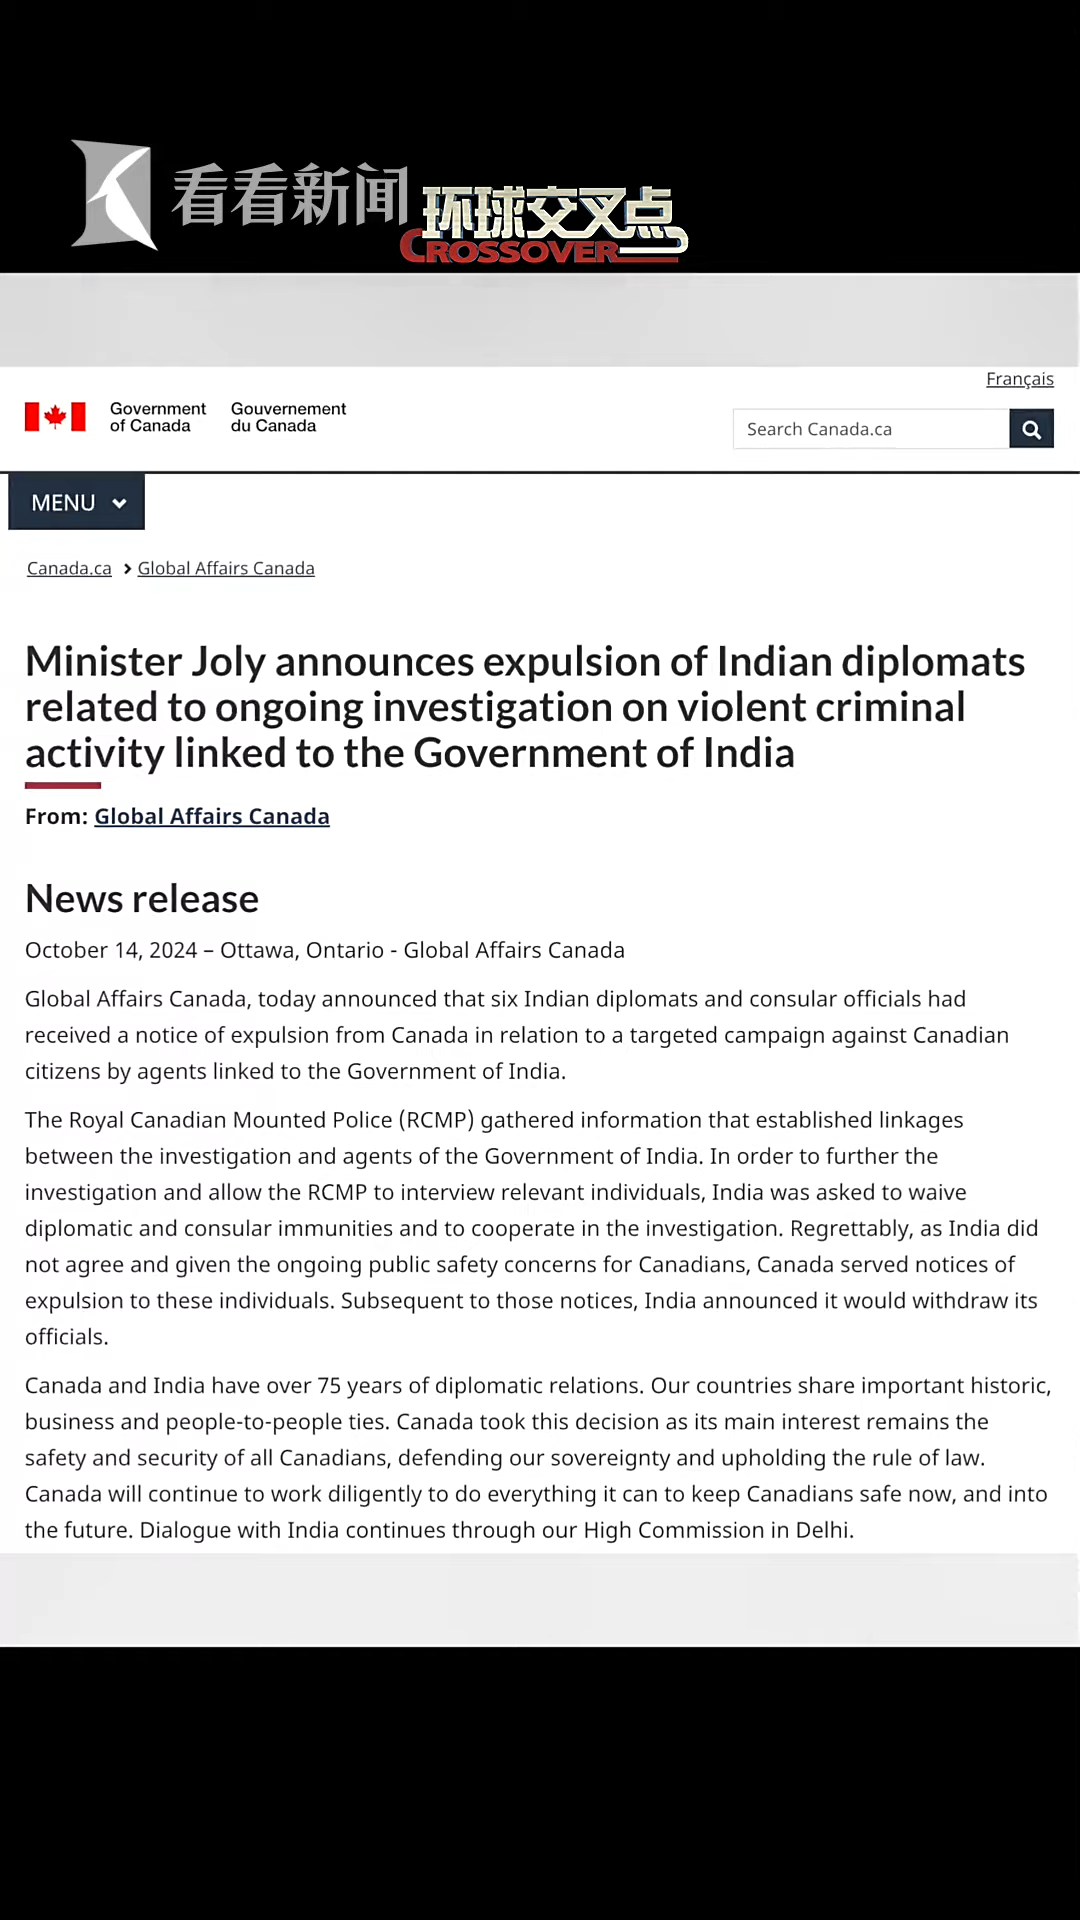 看看新闻
环球交叉点
CROSSOVER
Français
Government of Canada
Gouvernement du Canada
Search Canada.ca
MENU
Canada.ca > Global Affairs Canada
Minister Joly announces expulsion of Indian diplomats
related to ongoing investigation on violent criminal
activity linked to the Government of India
From: Global Affairs Canada
News release
October 14, 2024 – Ottawa, Ontario - Global Affairs Canada
Global Affairs Canada, today announced that six Indian diplomats and consular officials had
received a notice of expulsion from Canada in relation to a targeted campaign against Canadian
citizens by agents linked to the Government of India.
The Royal Canadian Mounted Police (RCMP) gathered information that established linkages
between the investigation and agents of the Government of India. In order to further the
investigation and allow the RCMP to interview relevant individuals, India was asked to waive
diplomatic and consular immunities and to cooperate in the investigation. Regrettably, as India did
not agree and given the ongoing public safety concerns for Canadians, Canada served notices of
expulsion to these individuals. Subsequent to those notices, India announced it would withdraw its
officials.
Canada and India have over 75 years of diplomatic relations. Our countries share important historic,
business and people-to-people ties. Canada took this decision as its main interest remains the
safety and security of all Canadians, defending our sovereignty and upholding the rule of law.
Canada will continue to work diligently to do everything it can to keep Canadians safe now, and into
the future. Dialogue with India continues through our High Commission in Delhi.